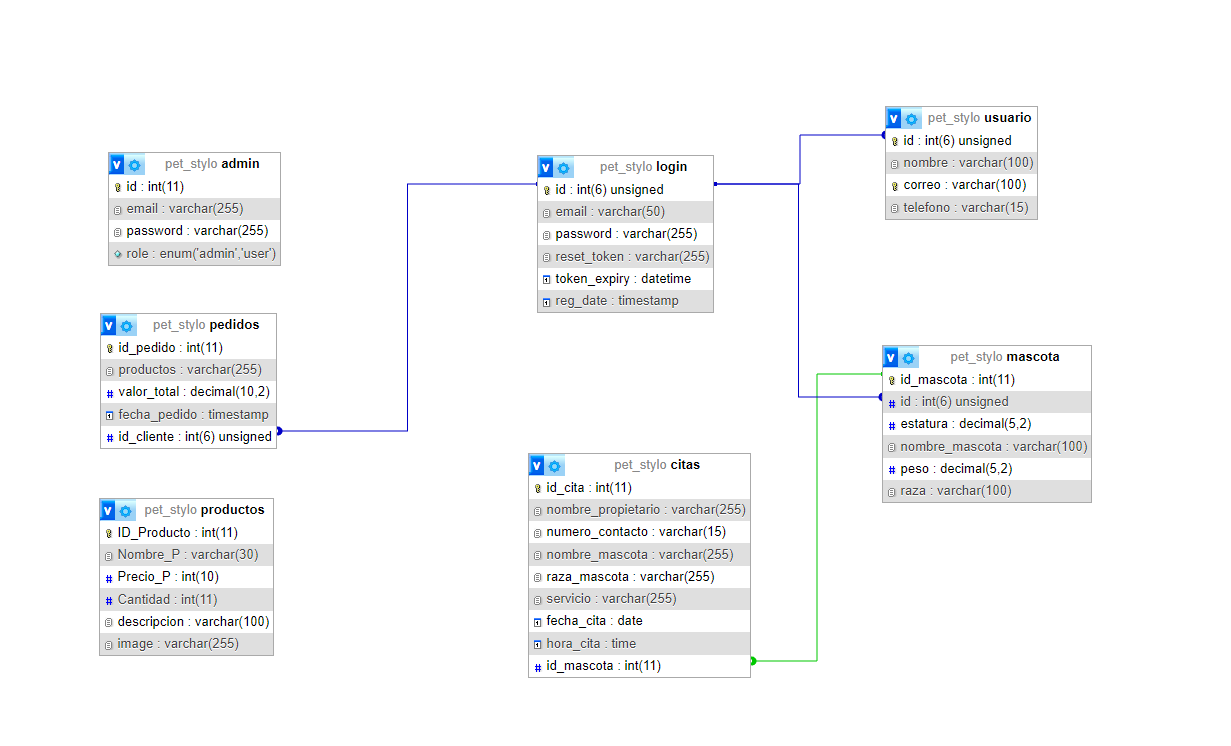 pet_stylo admin
id : int(11)
email : varchar(255)
password : varchar(255)
role : enum('admin','user')
pet_stylo pedidos
id_pedido : int(11)
productos : varchar(255)
valor_total : decimal(10,2)
fecha_pedido : timestamp
id_cliente : int(6) unsigned
pet_stylo productos
ID_Producto : int(11)
Nombre_P : varchar(30)
Precio_P : int(10)
Cantidad : int(11)
descripcion : varchar(100)
image : varchar(255)
pet_stylo login
id : int(6) unsigned
email : varchar(50)
password : varchar(255)
reset_token : varchar(255)
token_expiry : datetime
reg_date : timestamp
pet_stylo citas
id_cita : int(11)
nombre_propietario : varchar(255)
numero_contacto : varchar(15)
nombre_mascota : varchar(255)
raza_mascota : varchar(255)
servicio : varchar(255)
fecha_cita : date
hora_cita : time
id_mascota : int(11)
pet_stylo usuario
id : int(6) unsigned
nombre : varchar(100)
correo : varchar(100)
telefono : varchar(15)
pet_stylo mascota
id_mascota : int(11)
id : int(6) unsigned
estatura : decimal(5,2)
nombre_mascota : varchar(100)
peso : decimal(5,2)
raza : varchar(100)